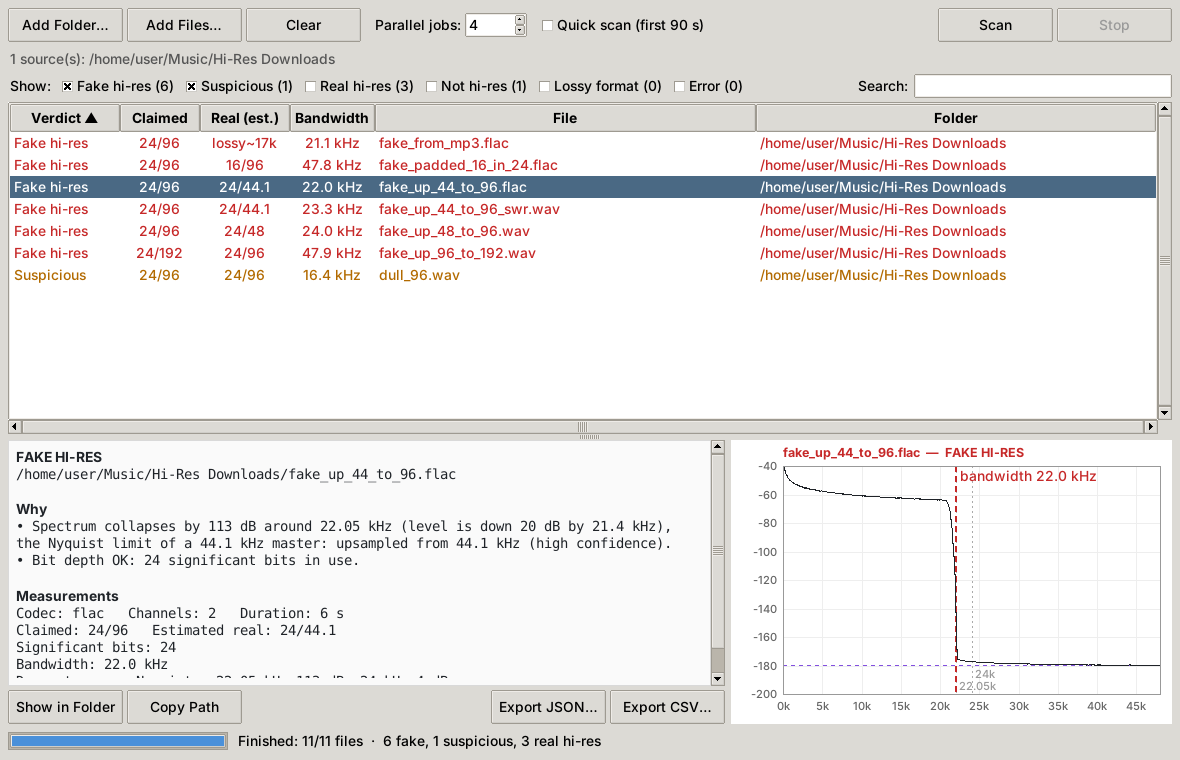 Add Folder... Add Files... Clear Parallel jobs: 4 Quick scan (first 90 s) Scan Stop
1 source(s): /home/user/Music/Hi-Res Downloads
Show: Fake hi-res (6) Suspicious (1) Real hi-res (3) Not hi-res (1) Lossy format (0) Error (0) Search:
Verdict ▲ Claimed Real (est.) Bandwidth File Folder
Fake hi-res 24/96 lossy~17k 21.1 kHz fake_from_mp3.flac /home/user/Music/Hi-Res Downloads
Fake hi-res 24/96 16/96 47.8 kHz fake_padded_16_in_24.flac /home/user/Music/Hi-Res Downloads
Fake hi-res 24/96 24/44.1 22.0 kHz fake_up_44_to_96.flac /home/user/Music/Hi-Res Downloads
Fake hi-res 24/96 24/44.1 23.3 kHz fake_up_44_to_96_swr.wav /home/user/Music/Hi-Res Downloads
Fake hi-res 24/96 24/48 24.0 kHz fake_up_48_to_96.wav /home/user/Music/Hi-Res Downloads
Fake hi-res 24/192 24/96 47.9 kHz fake_up_96_to_192.wav /home/user/Music/Hi-Res Downloads
Suspicious 24/96 24/96 16.4 kHz dull_96.wav /home/user/Music/Hi-Res Downloads
FAKE HI-RES
/home/user/Music/Hi-Res Downloads/fake_up_44_to_96.flac
Why
• Spectrum collapses by 113 dB around 22.05 kHz (level is down 20 dB by 21.4 kHz),
the Nyquist limit of a 44.1 kHz master: upsampled from 44.1 kHz (high confidence).
• Bit depth OK: 24 significant bits in use.
Measurements
Codec: flac Channels: 2 Duration: 6 s
Claimed: 24/96 Estimated real: 24/44.1
Significant bits: 24
Bandwidth: 22.0 kHz
fake_up_44_to_96.flac — FAKE HI-RES
bandwidth 22.0 kHz
-40
-60
-80
-100
-120
-140
-160
-180
-200
24k
22.05k
0k 5k 10k 15k 20k 25k 30k 35k 40k 45k
Show in Folder Copy Path Export JSON... Export CSV...
Finished: 11/11 files · 6 fake, 1 suspicious, 3 real hi-res